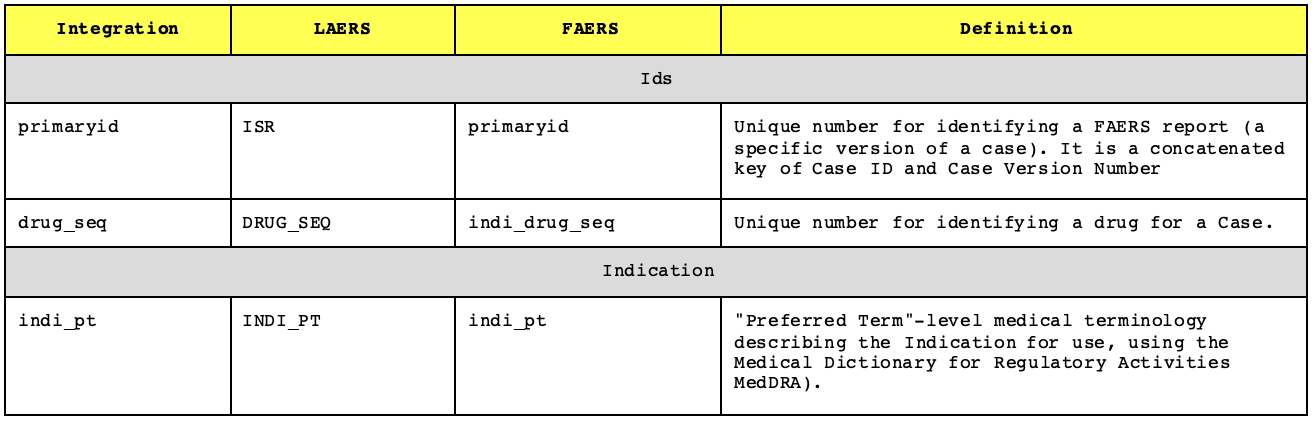 Integration LAERS FAERS Definition
Ids
primaryid ISR primaryid Unique number for identifying a FAERS report (a
specific version of a case). It is a concatenated
key of Case ID and Case Version Number
drug_seq DRUG_SEQ indi_drug_seq Unique number for identifying a drug for a Case.
Indication
indi_pt INDI_PT indi_pt "Preferred Term"-level medical terminology
describing the Indication for use, using the
Medical Dictionary for Regulatory Activities
MedDRA).